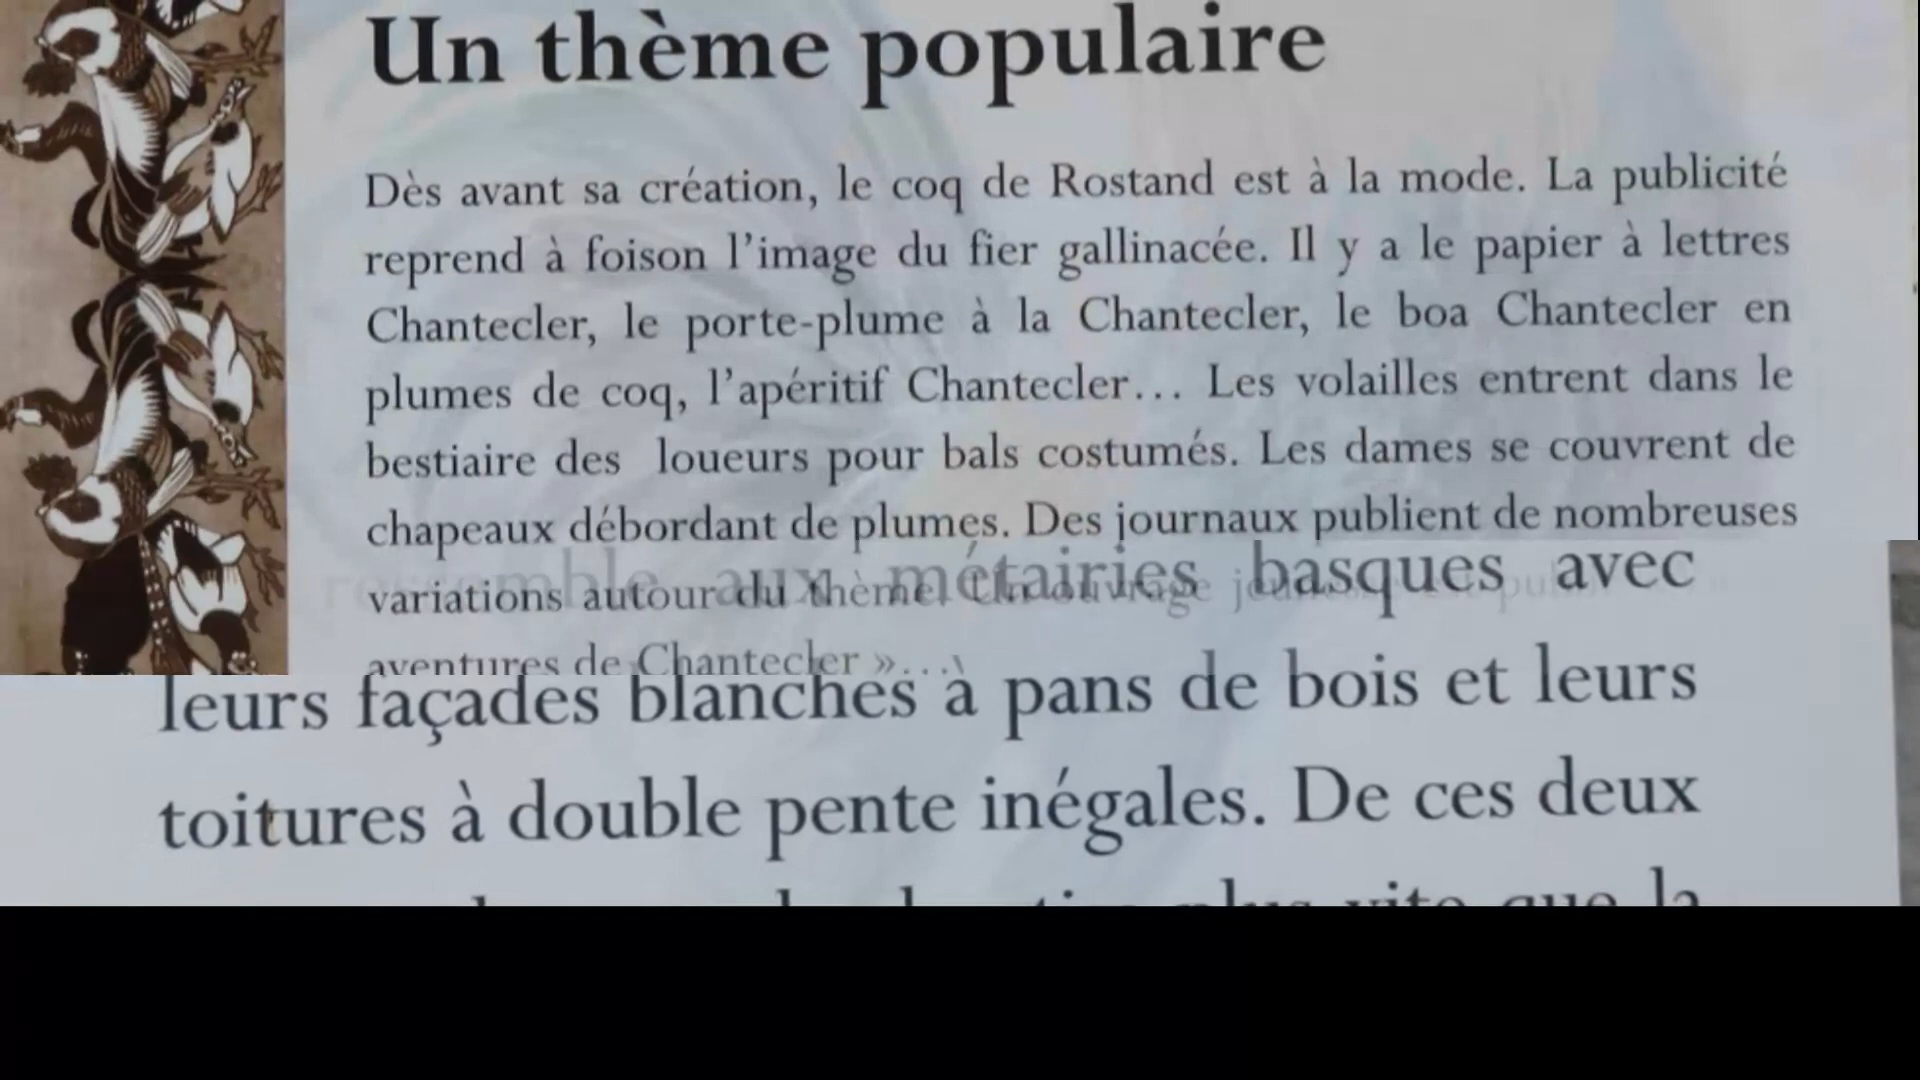 Un thème populaire
Dès avant sa création, le coq de Rostand est à la mode. La publicité
reprend à foison l'image du fier gallinacée. Il y a le papier à lettres
Chantecler, le porte-plume à la Chantecler, le boa Chantecler en
plumes de coq, l'apéritif Chantecler… Les volailles entrent dans le
bestiaire des loueurs pour bals costumés. Les dames se couvrent de
chapeaux débordant de plumes. Des journaux publient de nombreuses
variations autour du thème
métairies basques avec
aventures de Chantecler »…
leurs façades blanches à pans de bois et leurs
toitures à double pente inégales. De ces deux
plus vite que la